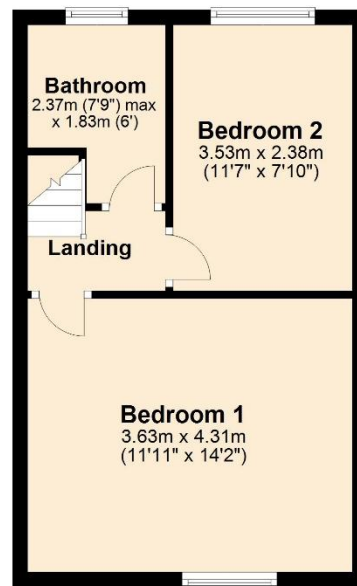 Bathroom
2.37m (7'9") max
x 1.83m (6')
Bedroom 2
3.53m x 2.38m
(11'7" x 7'10")
Landing
Bedroom 1
3.63m x 4.31m
(11'11" x 14'2")